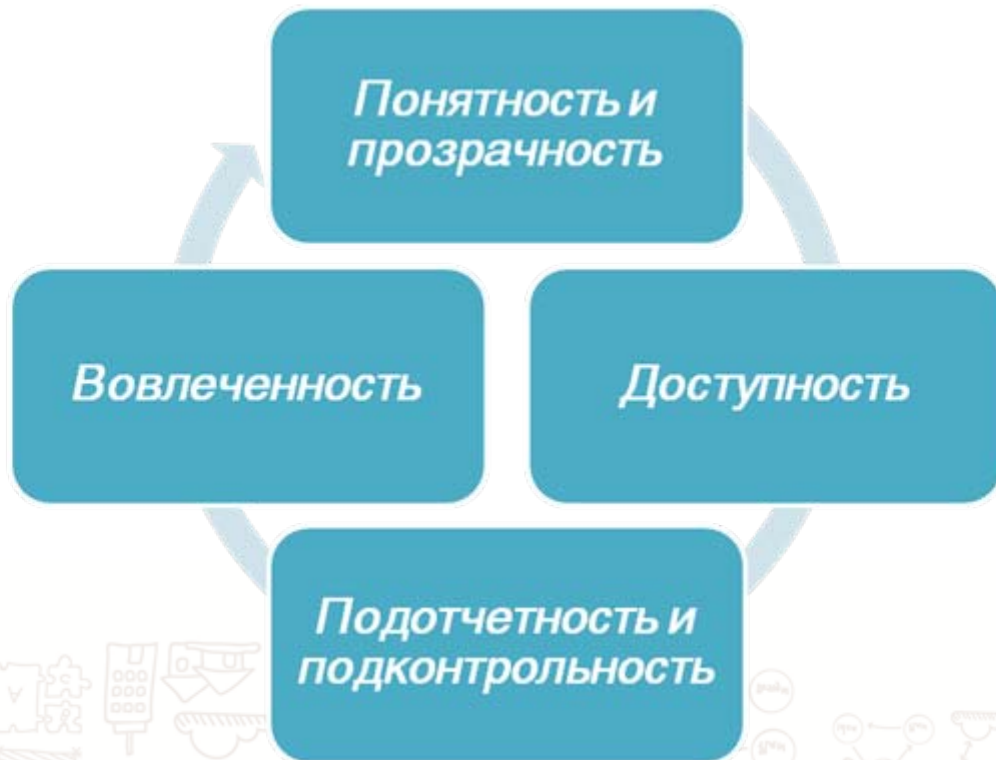 Понятность и
прозрачность
Вовлеченность
Доступность
Подотчетность и
подконтрольность